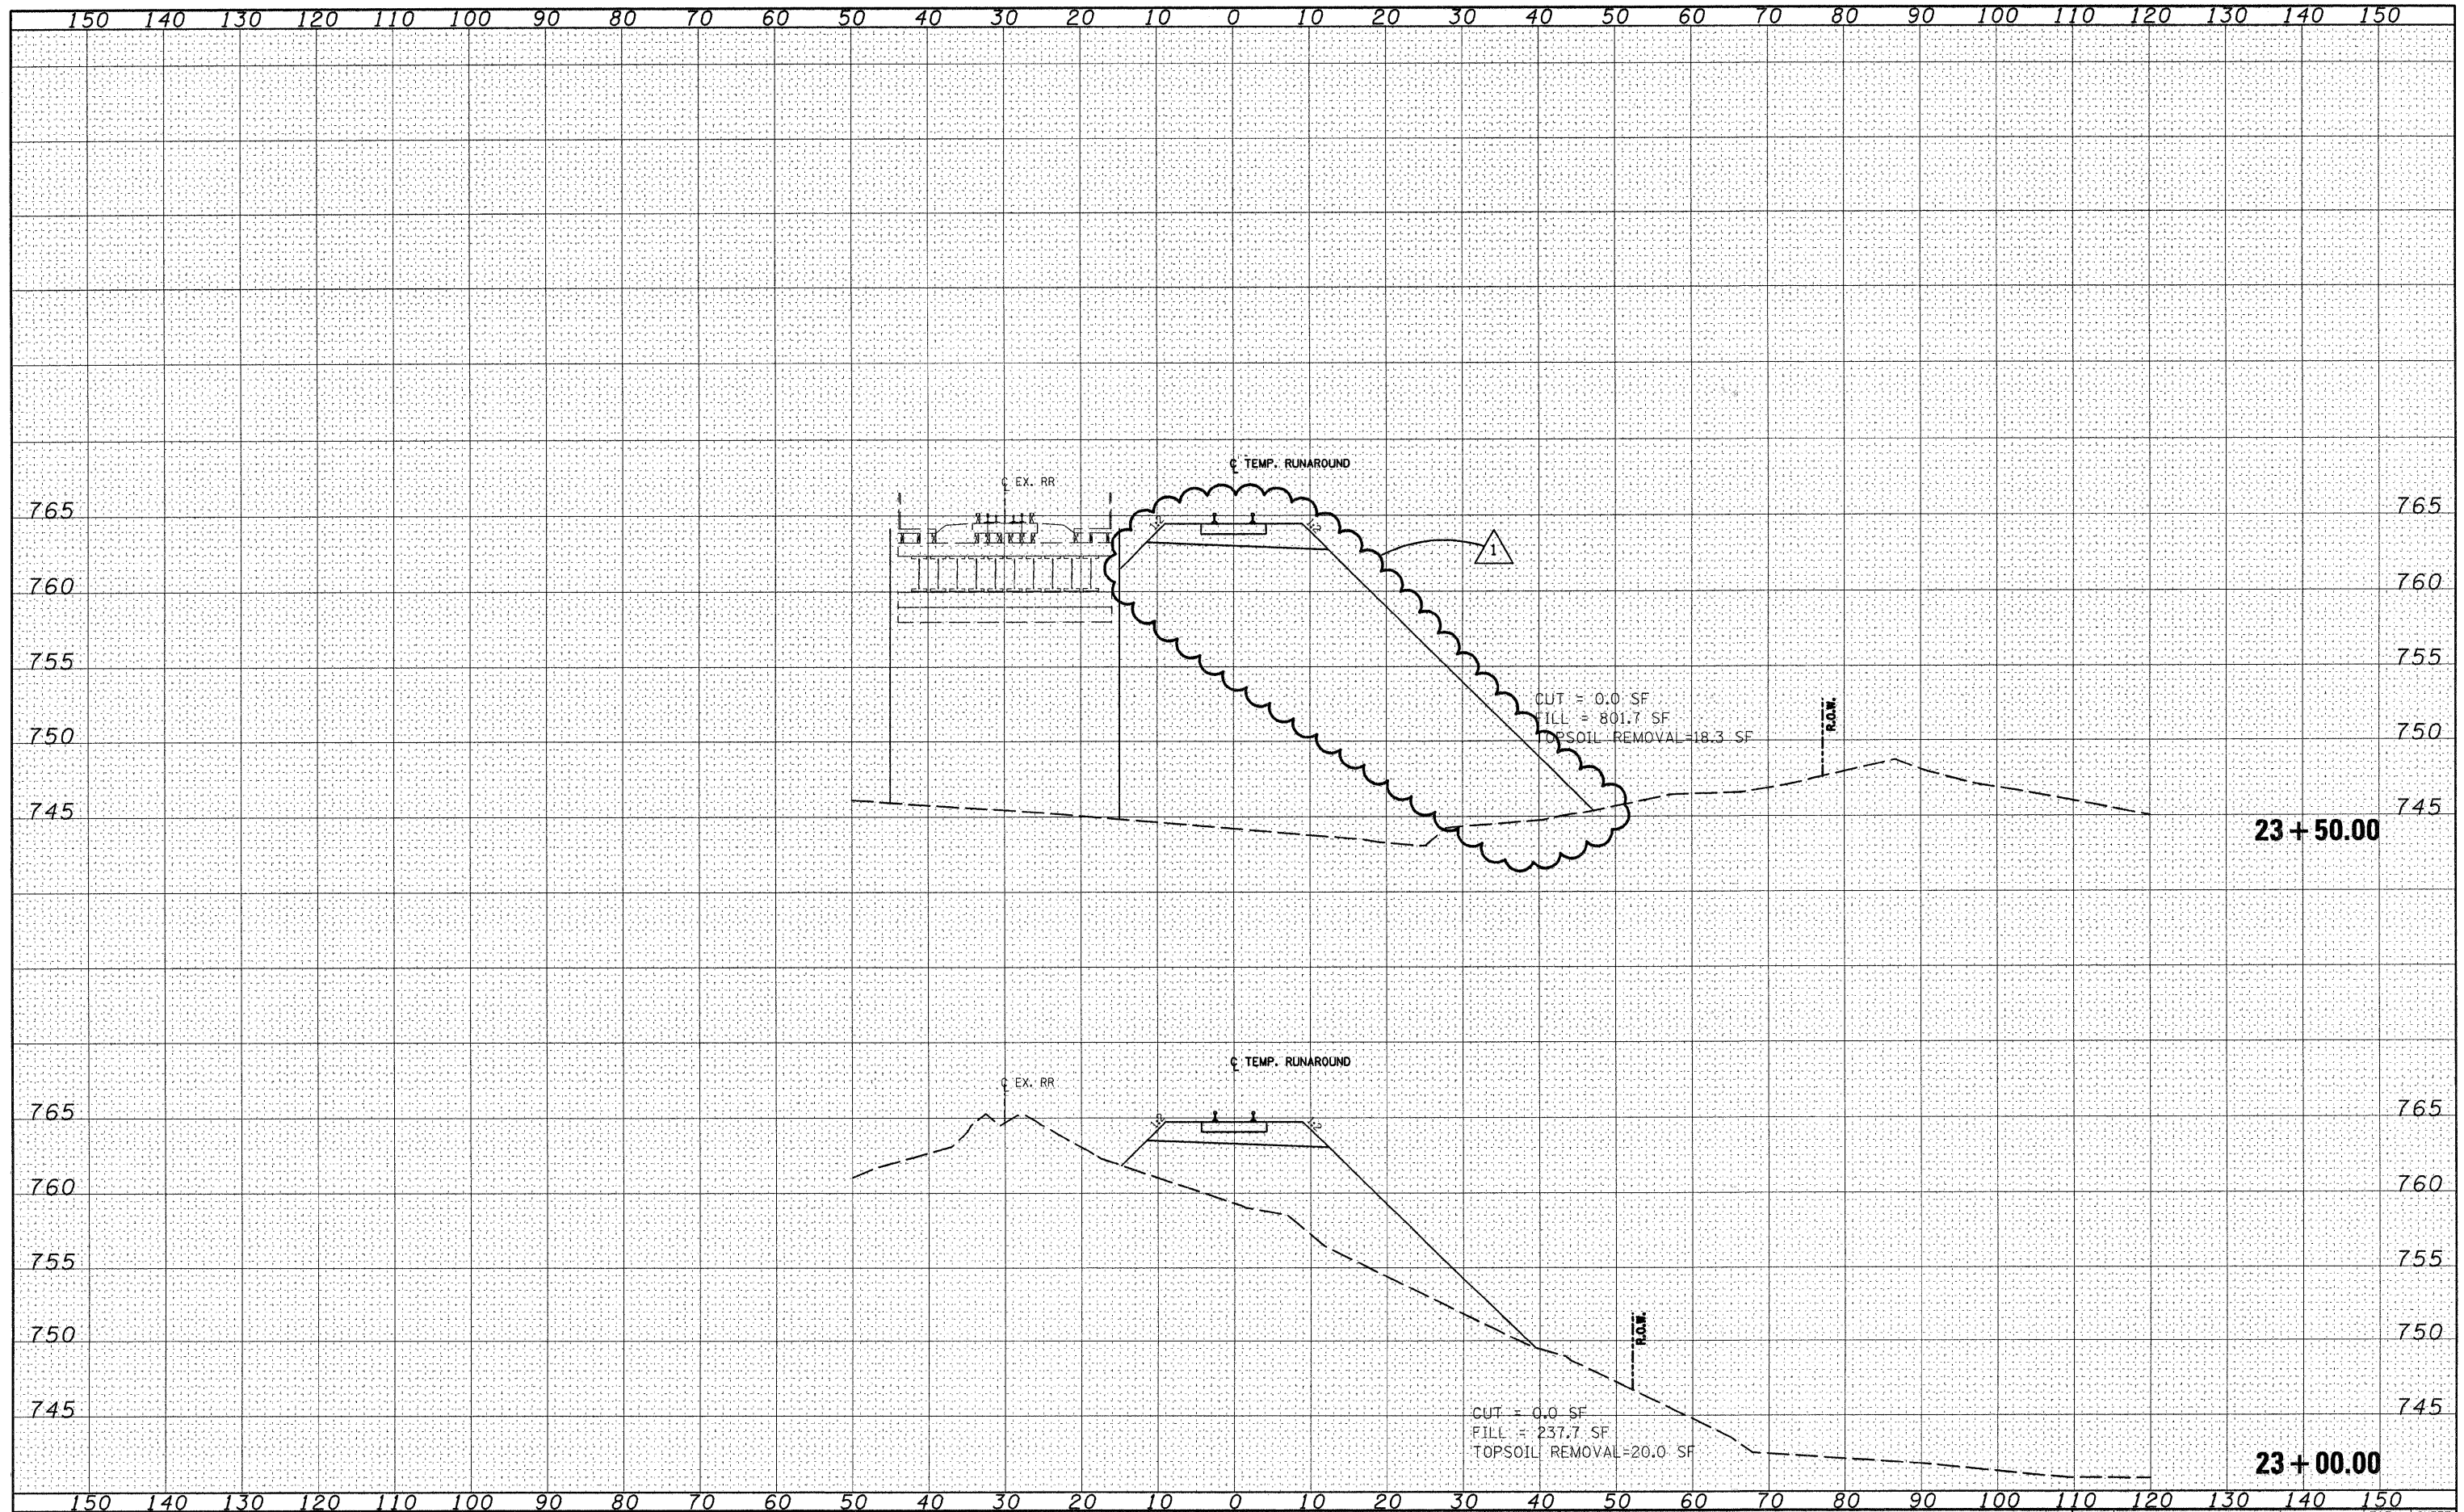 150 140 130 120 110 100 90 80 70 60 50 40 30 20 10 0 10 20 30 40 50 60 70 80 90 100 110 120 130 140 150
℄ TEMP. RUNAROUND
℄ EX. RR
765 765
1
760 760
755 755
CUT = 0.0 SF
FILL = 801.7 SF
TOPSOIL REMOVAL=18.3 SF
R.O.W.
750 750
745 745
23+50.00
℄ TEMP. RUNAROUND
℄ EX. RR
765 765
760 760
755 755
750 750
R.O.W.
745 745
CUT = 0.0 SF
FILL = 237.7 SF
TOPSOIL REMOVAL=20.0 SF
23+00.00
150 140 130 120 110 100 90 80 70 60 50 40 30 20 10 0 10 20 30 40 50 60 70 80 90 100 110 120 130 140 150